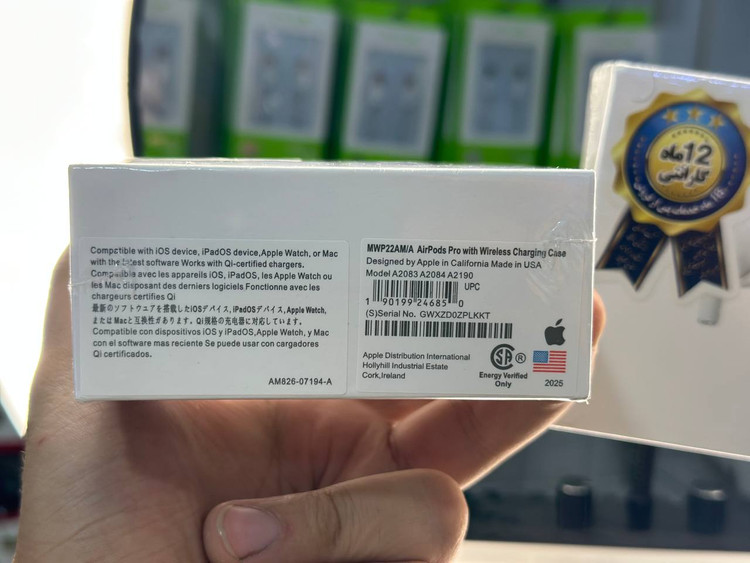 Compctible with iOS device, iPadOS device,Apple Watch, or Mac
with the latest software Works with Qi-certified chargers.
Compatible avec les appareils iOS, iPadOS, les Apple Watch ou
les Mac disposant des derniers logiciels Fonctionne avec les
chargeurs certifies Qi
最新のソフトウエアを搭載したiOSデバイス, iPadOSデバイス, Apple Watch,
またはMacと互換性があります。Qi規格の充電器に対応しています。
Compatible con dispositivos iOS y iPadOS,Apple Watch, y Mac
con el software mas reciente Se puede usar con cargadores
Qi certificados.
AM826-07194-A
MWP22AM/A AirPods Pro with Wireless Charging Case
Designed by Apple in California Made in USA
Model A2083 A2084 A2190
UPC
1 90199 24685 0
(S)Serial No. GWXZD0ZPLKKT
Apple Distribution International
Hollyhill Industrial Estate
Cork,Ireland
SA
®
Energy Verified
Only
2025
12 ماه
گارانتی